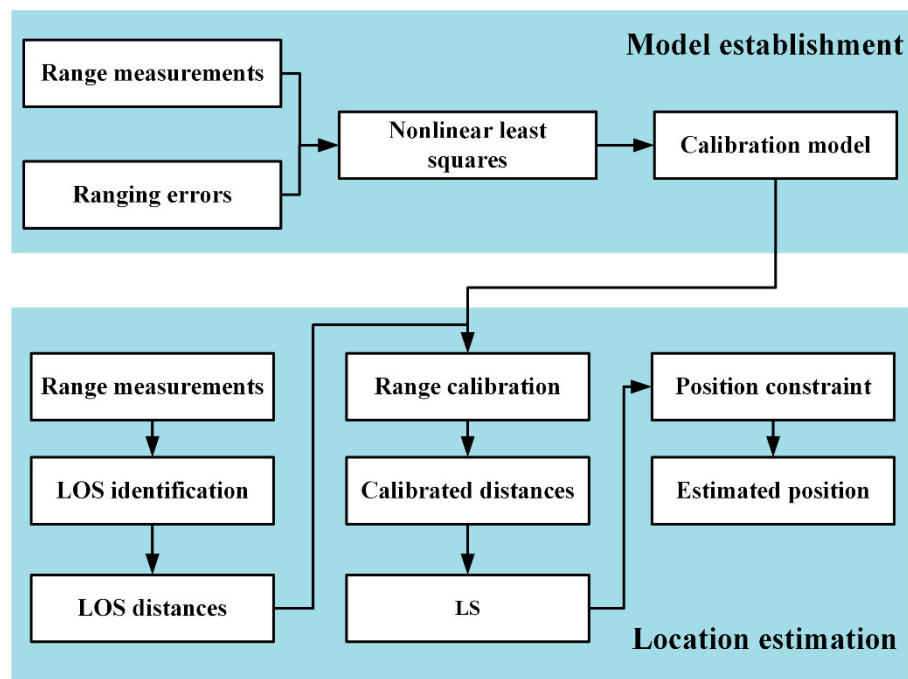 Model establishment
Range measurements
Ranging errors
Nonlinear least
squares
Calibration model
Range measurements
LOS identification
LOS distances
Range calibration
Calibrated distances
LS
Position constraint
Estimated position
Location estimation